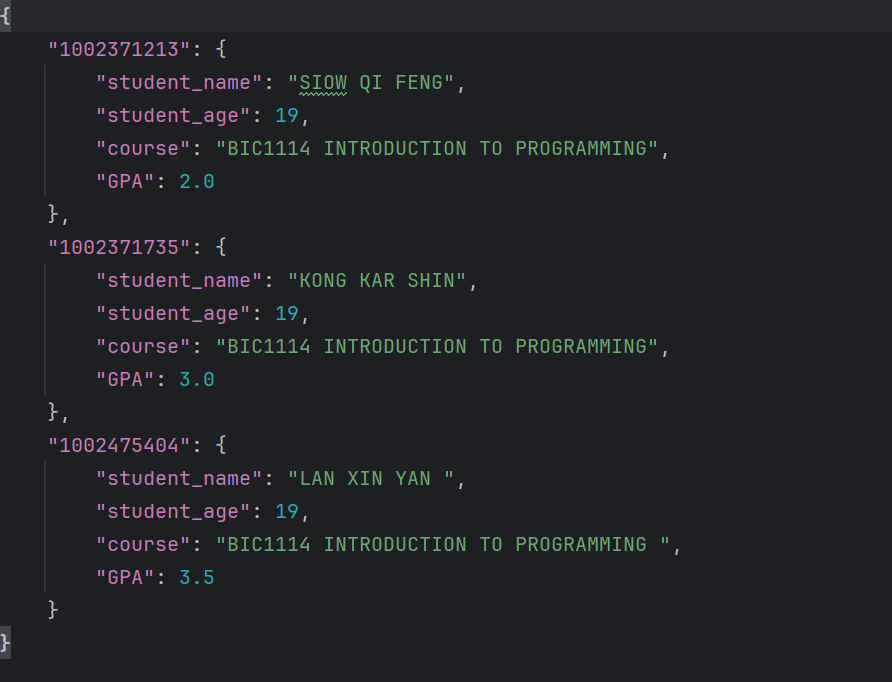 {
    "1002371213": {
        "student_name": "SIOW QI FENG",
        "student_age": 19,
        "course": "BIC1114 INTRODUCTION TO PROGRAMMING",
        "GPA": 2.0
    },
    "1002371735": {
        "student_name": "KONG KAR SHIN",
        "student_age": 19,
        "course": "BIC1114 INTRODUCTION TO PROGRAMMING",
        "GPA": 3.0
    },
    "1002475404": {
        "student_name": "LAN XIN YAN ",
        "student_age": 19,
        "course": "BIC1114 INTRODUCTION TO PROGRAMMING ",
        "GPA": 3.5
    }
}